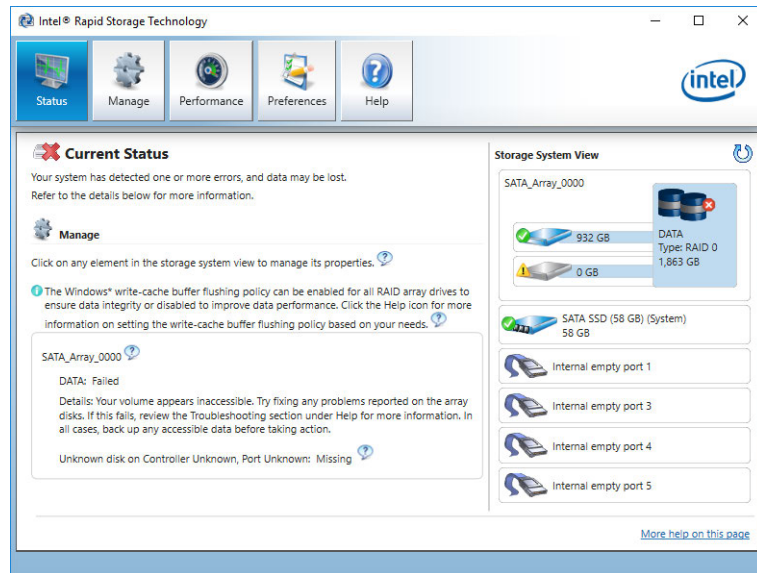 Intel® Rapid Storage Technology
Status
Manage
Performance
Preferences
Help
intel
Current Status
Your system has detected one or more errors, and data may be lost.
Refer to the details below for more information.
Manage
Click on any element in the storage system view to manage its properties.
The Windows* write-cache buffer flushing policy can be enabled for all RAID array drives to
ensure data integrity or disabled to improve data performance. Click the Help icon for more
information on setting the write-cache buffer flushing policy based on your needs.
SATA_Array_0000
DATA: Failed
Details: Your volume appears inaccessible. Try fixing any problems reported on the array
disks. If this fails, review the Troubleshooting section under Help for more information. In
all cases, back up any accessible data before taking action.
Unknown disk on Controller Unknown, Port Unknown: Missing
Storage System View
SATA_Array_0000
932 GB
0 GB
DATA
Type: RAID 0
1,863 GB
SATA SSD (58 GB) (System)
58 GB
Internal empty port 1
Internal empty port 3
Internal empty port 4
Internal empty port 5
More help on this page